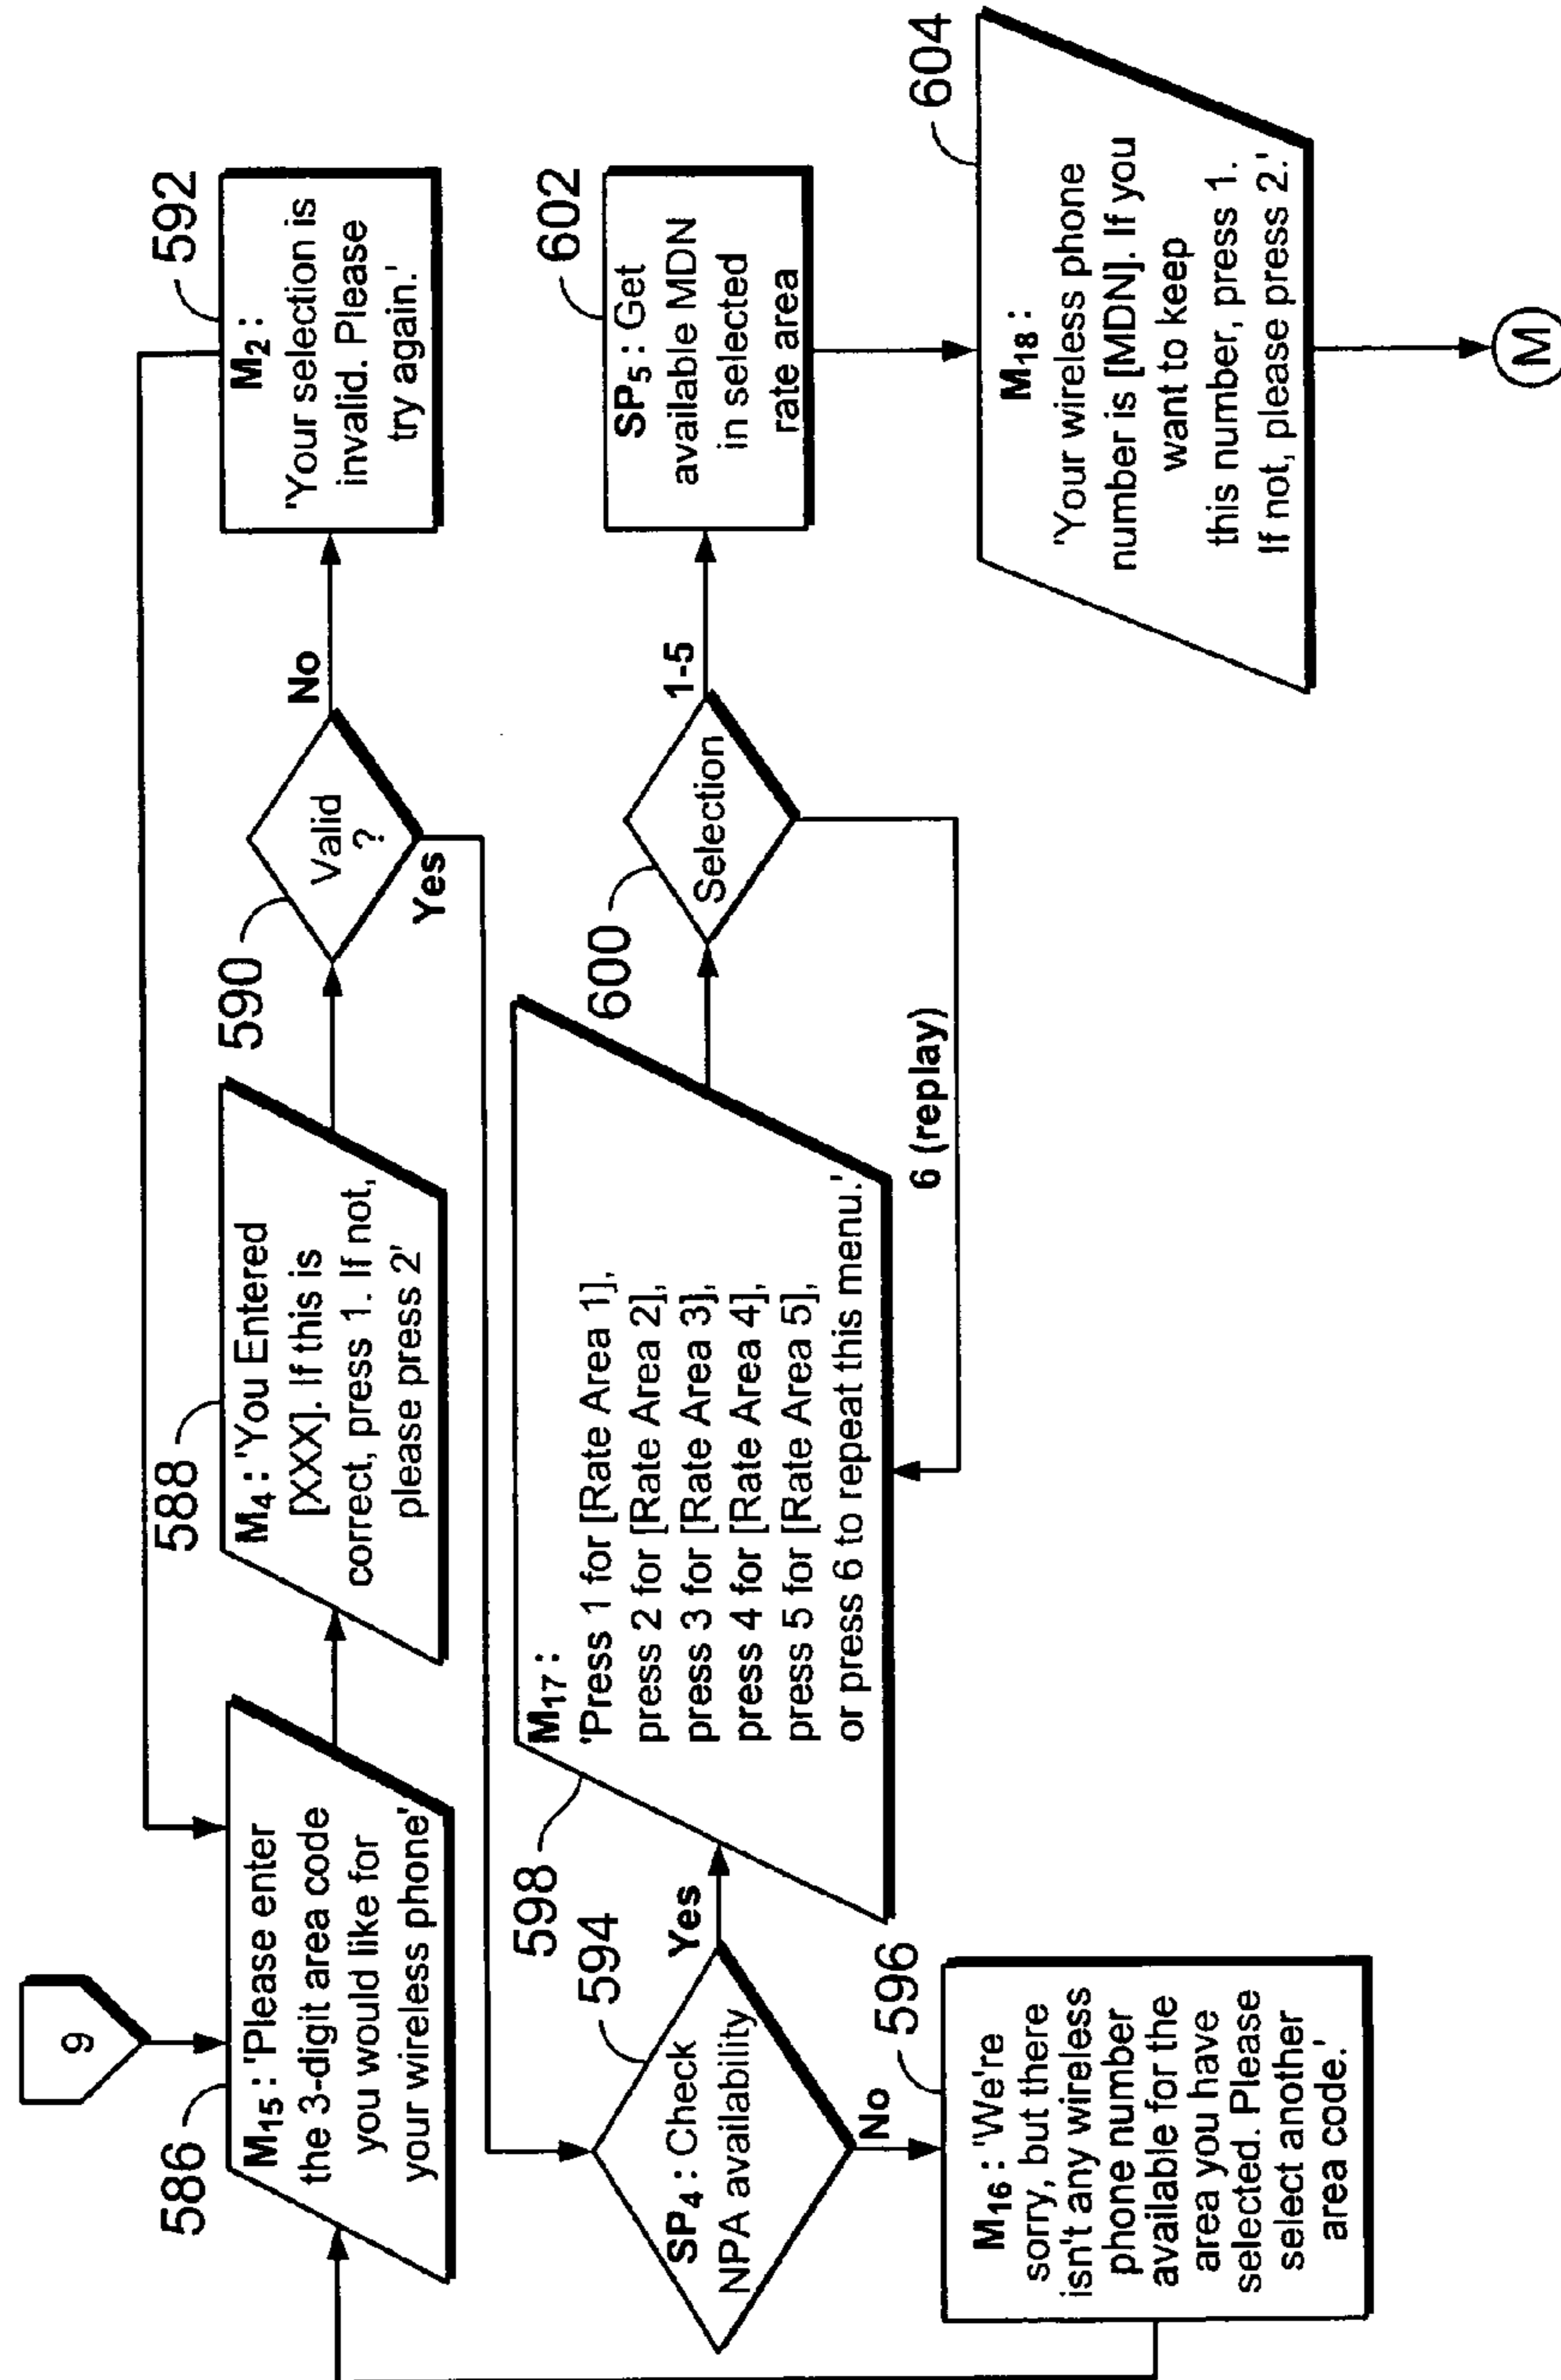 9
586
M15 : 'Please enter
the 3-digit area code
you would like for
your wireless phone'
588
M4 : 'You Entered
[XXX]. If this is
correct, press 1. If not,
please press 2'
590
Valid
?
No
Yes
592
M2 :
'Your selection is
invalid. Please
try again.'
594
SP4 : Check
NPA availability
Yes
No
596
M16 : 'We're
sorry, but there
isn't any wireless
phone number
available for the
area you have
selected. Please
select another
area code.'
598
M17 :
'Press 1 for [Rate Area 1],
press 2 for [Rate Area 2],
press 3 for [Rate Area 3],
press 4 for [Rate Area 4],
press 5 for [Rate Area 5],
or press 6 to repeat this menu.'
600
Selection
1-5
6 (replay)
602
SP5 : Get
available MDN
in selected
rate area
604
M18 :
'Your wireless phone
number is [MDN]. If you
want to keep
this number, press 1.
If not, please press 2.'
M